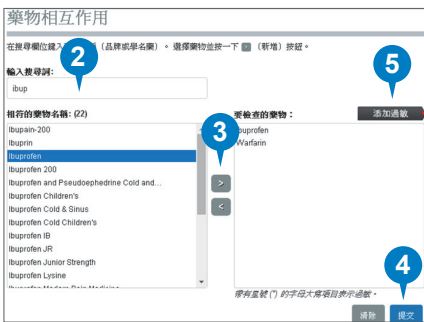 藥物相互作用
在搜尋欄位鍵入 (品牌或學名藥)。 選擇藥物並按一下 > (新增) 按鈕。
2
5
輸入搜尋詞:
ibup
相符的藥物名稱: (22)
要檢查的藥物:
添加過敏
Ibupain-200
Ibuprin
Ibuprofen
Ibuprofen 200
Ibuprofen and Pseudoephedrine Cold and...
Ibuprofen Children's
Ibuprofen Cold & Sinus
Ibuprofen Cold Children's
Ibuprofen IB
Ibuprofen JR
Ibuprofen Junior Strength
Ibuprofen Lysine
3
>
<
Ibuprofen
Warfarin
4
帶有星號 (*) 的字母大寫項目表示過敏。
清除
提交